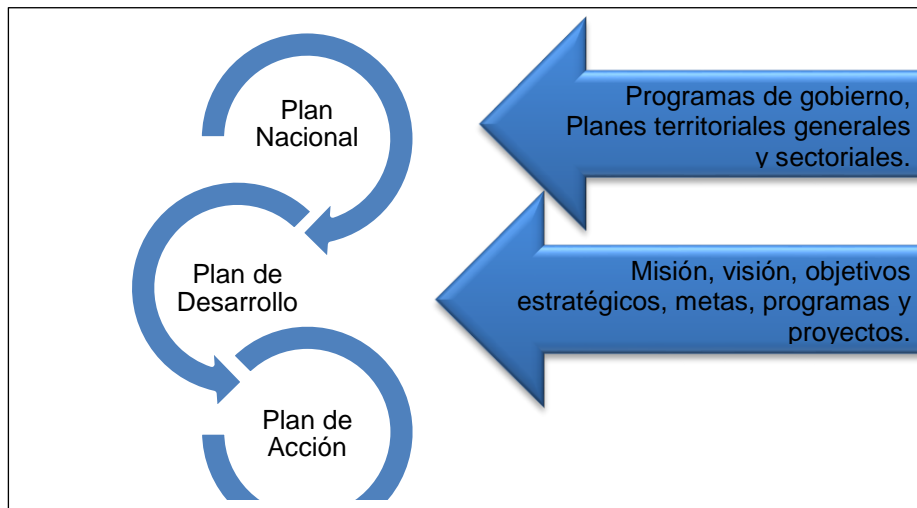 Plan
Nacional
Programas de gobierno,
Planes territoriales generales
y sectoriales.
Plan de
Desarrollo
Misión, visión, objetivos
estratégicos, metas, programas y
proyectos.
Plan de
Acción